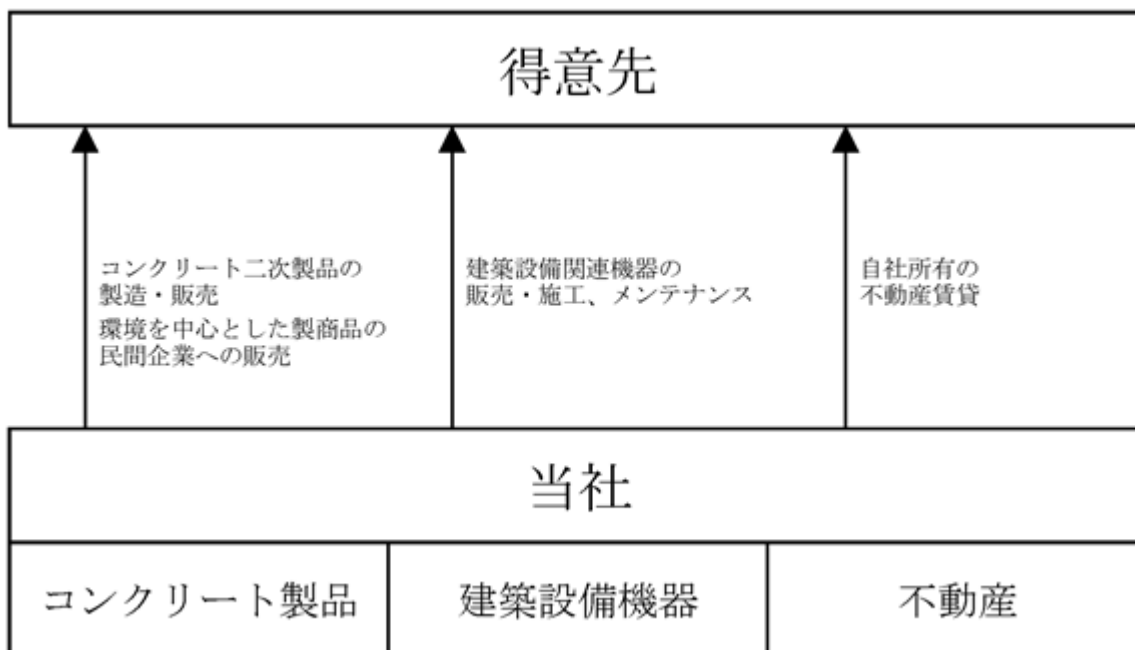 得意先
コンクリート二次製品の
製造・販売
環境を中心とした製商品の
民間企業への販売
建築設備関連機器の
販売・施工、メンテナンス
自社所有の
不動産賃貸
当社
コンクリート製品
建築設備機器
不動産